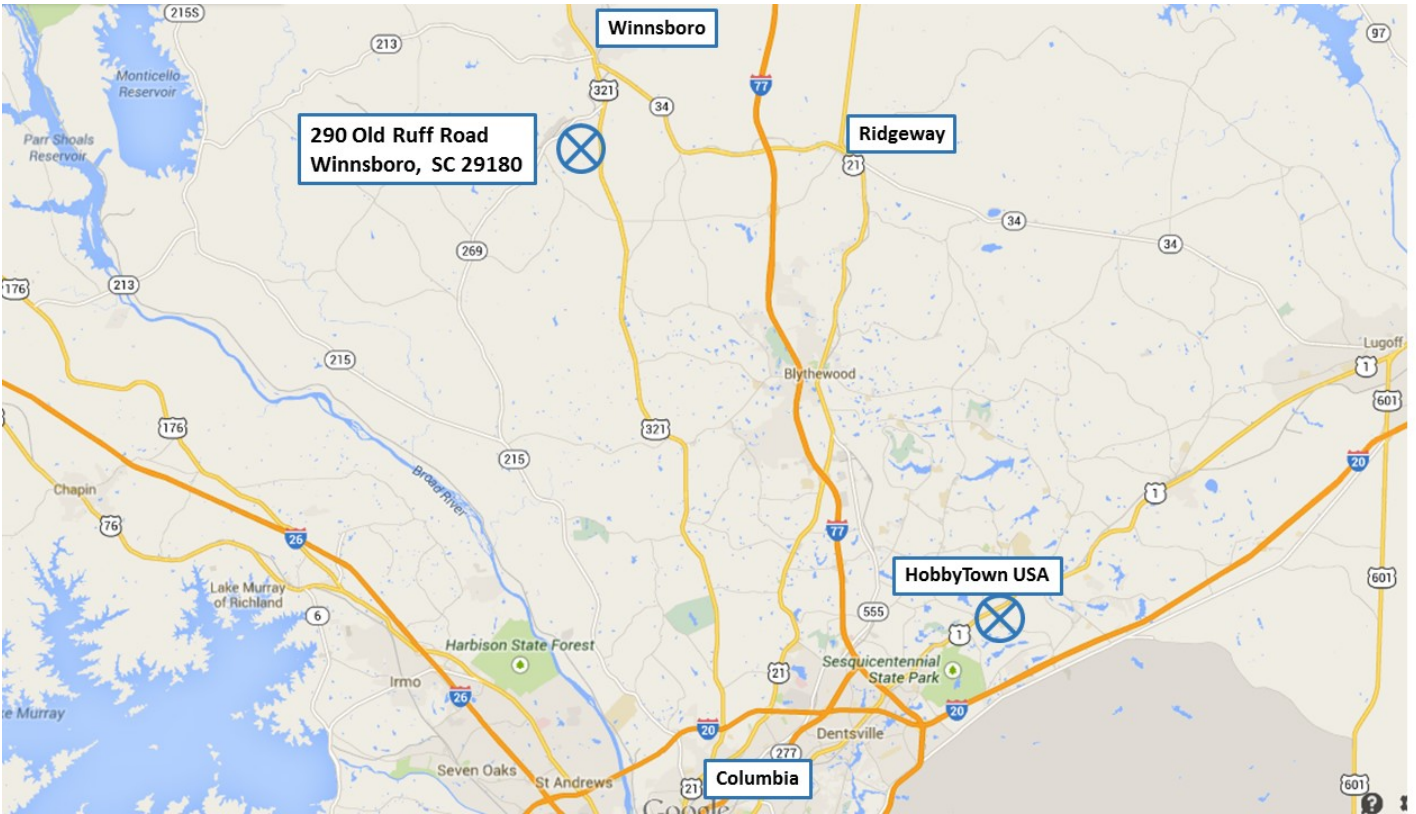 215S
Winnsboro
97
213
Monticello
Reservoir
77
321
34
290 Old Ruff Road
Winnsboro, SC 29180
Ridgeway
Parr Shoals
Reservoir
21
34
34
269
176
213
215
Lugoff
1
Blythewood
601
176
321
215
20
Chapin
Broad River
1
76
26
77
HobbyTown USA
601
Lake Murray
of Richland
6
555
1
Harbison State Forest
Sesquicentennial
State Park
21
Irmo
26
20
ke Murray
20
Dentsville
277
Seven Oaks
St Andrews
Columbia
21
601
Google
?